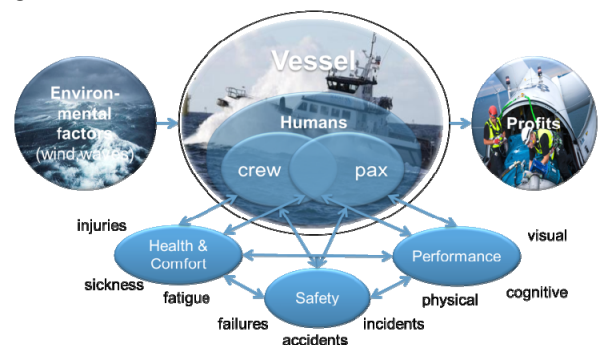 Vessel
Environ-
mental
factors
(wind waves)
Humans
Profits
crew
pax
injuries
Health &
Comfort
Performance
visual
sickness
fatigue
Safety
physical
cognitive
failures
incidents
accidents